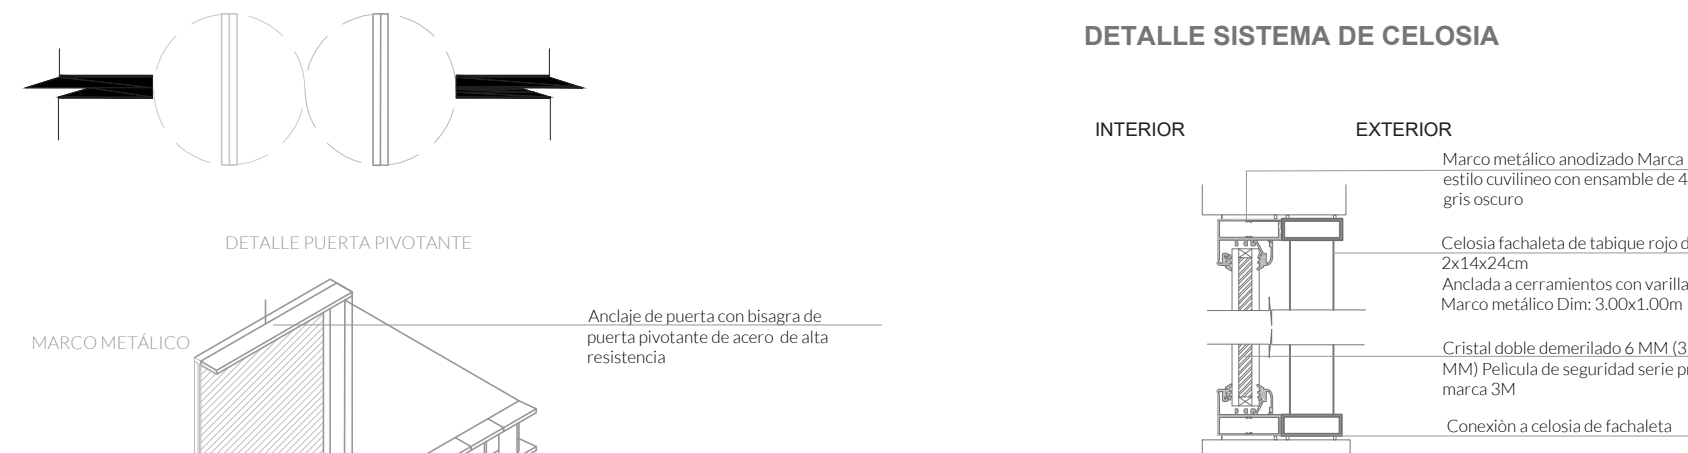 DETALLE PUERTA PIVOTANTE
MARCO METÁLICO
Anclaje de puerta con bisagra de
puerta pivotante de acero de alta
resistencia
DETALLE SISTEMA DE CELOSIA
INTERIOR
EXTERIOR
Marco metálico anodizado Marca
estilo cuvilineo con ensamble de 4
gris oscuro
Celosia fachaleta de tabique rojo d
2x14x24cm
Anclada a cerramientos con varilla
Marco metálico Dim: 3.00x1.00m
Cristal doble demerilado 6 MM (3
MM) Pelìcula de seguridad serie pr
marca 3M
Conexiòn a celosia de fachaleta